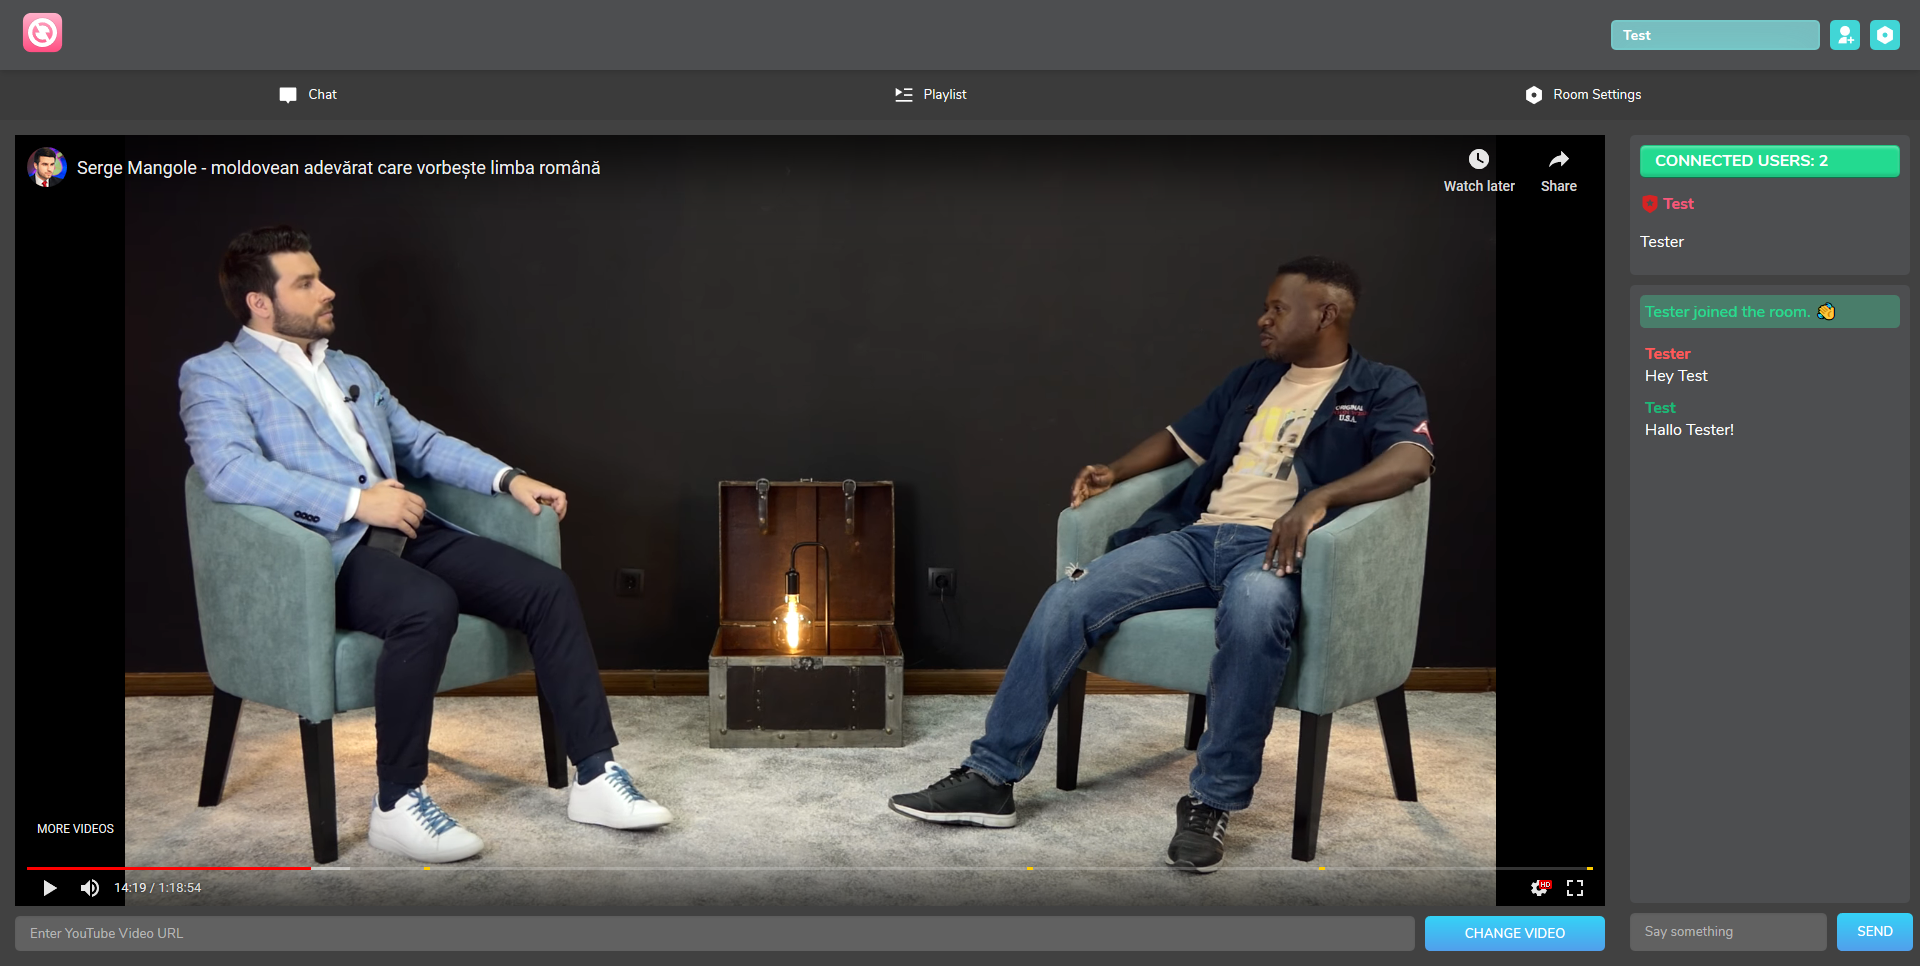 Test
Chat
Playlist
Room Settings
Serge Mangole - moldovean adevărat care vorbește limba română
Watch later
Share
ORIGINAL
U.S.A.
MORE VIDEOS
14:19 / 1:18:54
HD
Enter YouTube Video URL
CHANGE VIDEO
CONNECTED USERS: 2
Test
Tester
Tester joined the room. 👏
Tester
Hey Test
Test
Hallo Tester!
Say something
SEND